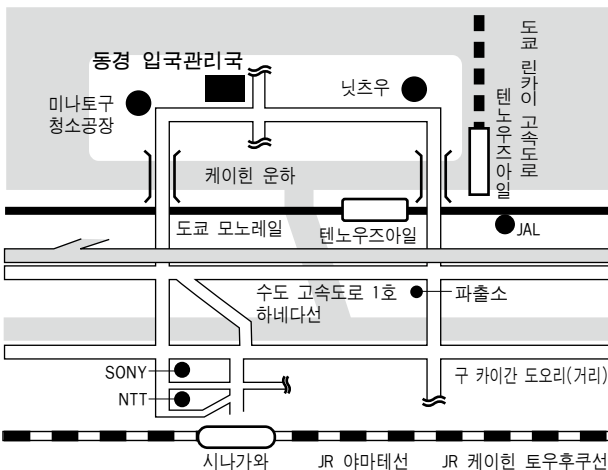 동경 입국관리국
미나토구
청소공장
닛츠우
도쿄 린카이 고속도로
텐노우즈아일
케이힌 운하
도쿄 모노레일
텐노우즈아일
JAL
수도 고속도로 1호
하네다선
파출소
SONY
NTT
구 카이간 도오리(거리)
시나가와
JR 야마테선
JR 케이힌 토우후쿠선